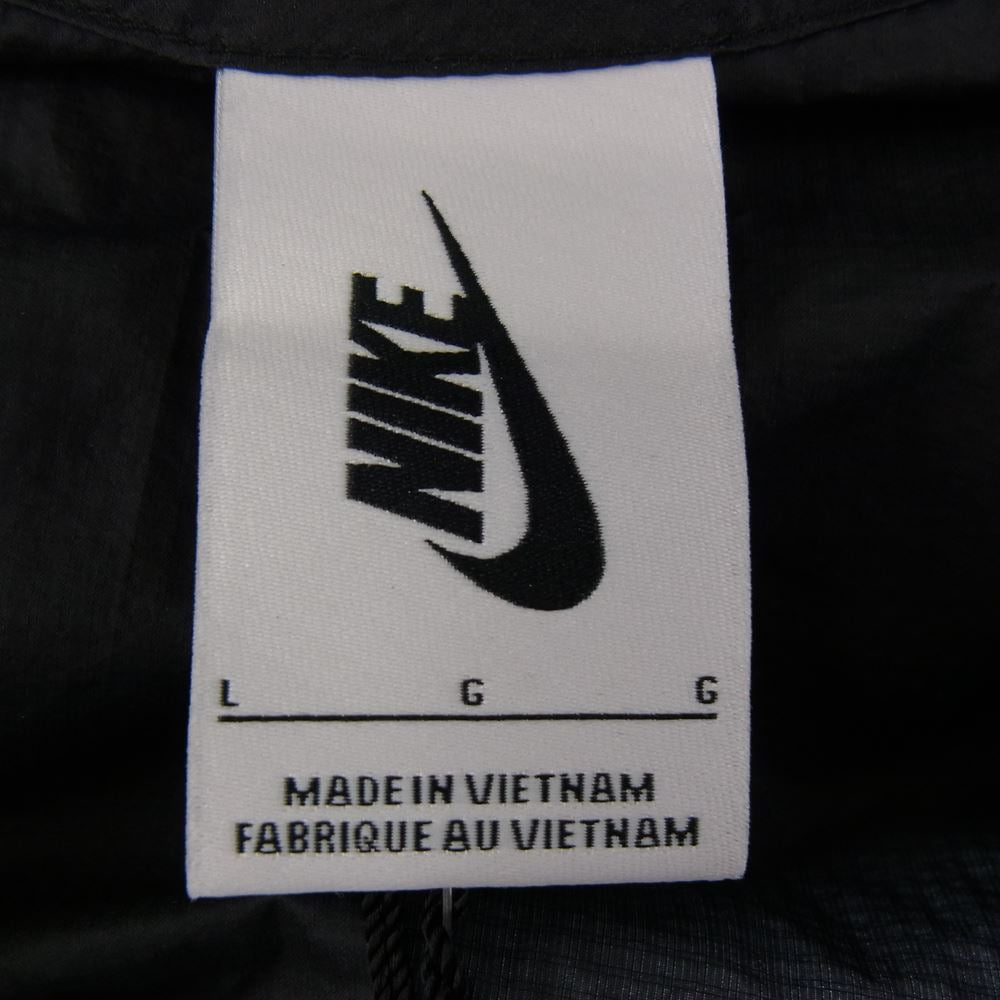 NIKE
L G G
MADE IN VIETNAM
FABRIQUE AU VIETNAM